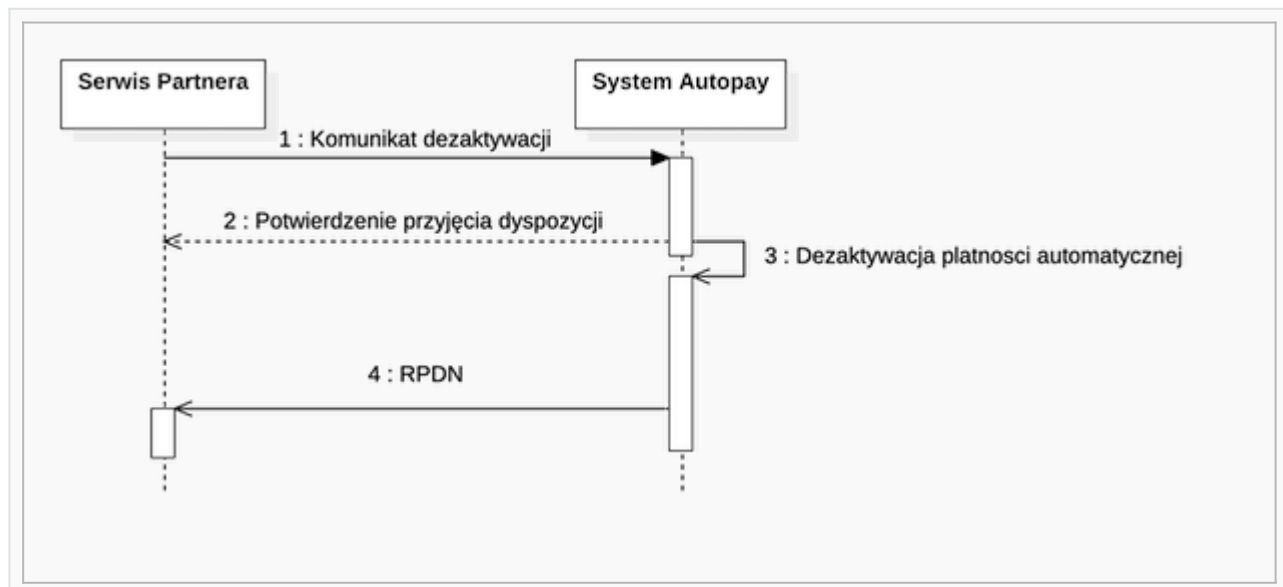 Serwis Partnera
System Autopay
1 : Komunikat dezaktywacji
2 : Potwierdzenie przyjęcia dyspozycji
3 : Dezaktywacja platnosci automatycznej
4 : RPDN